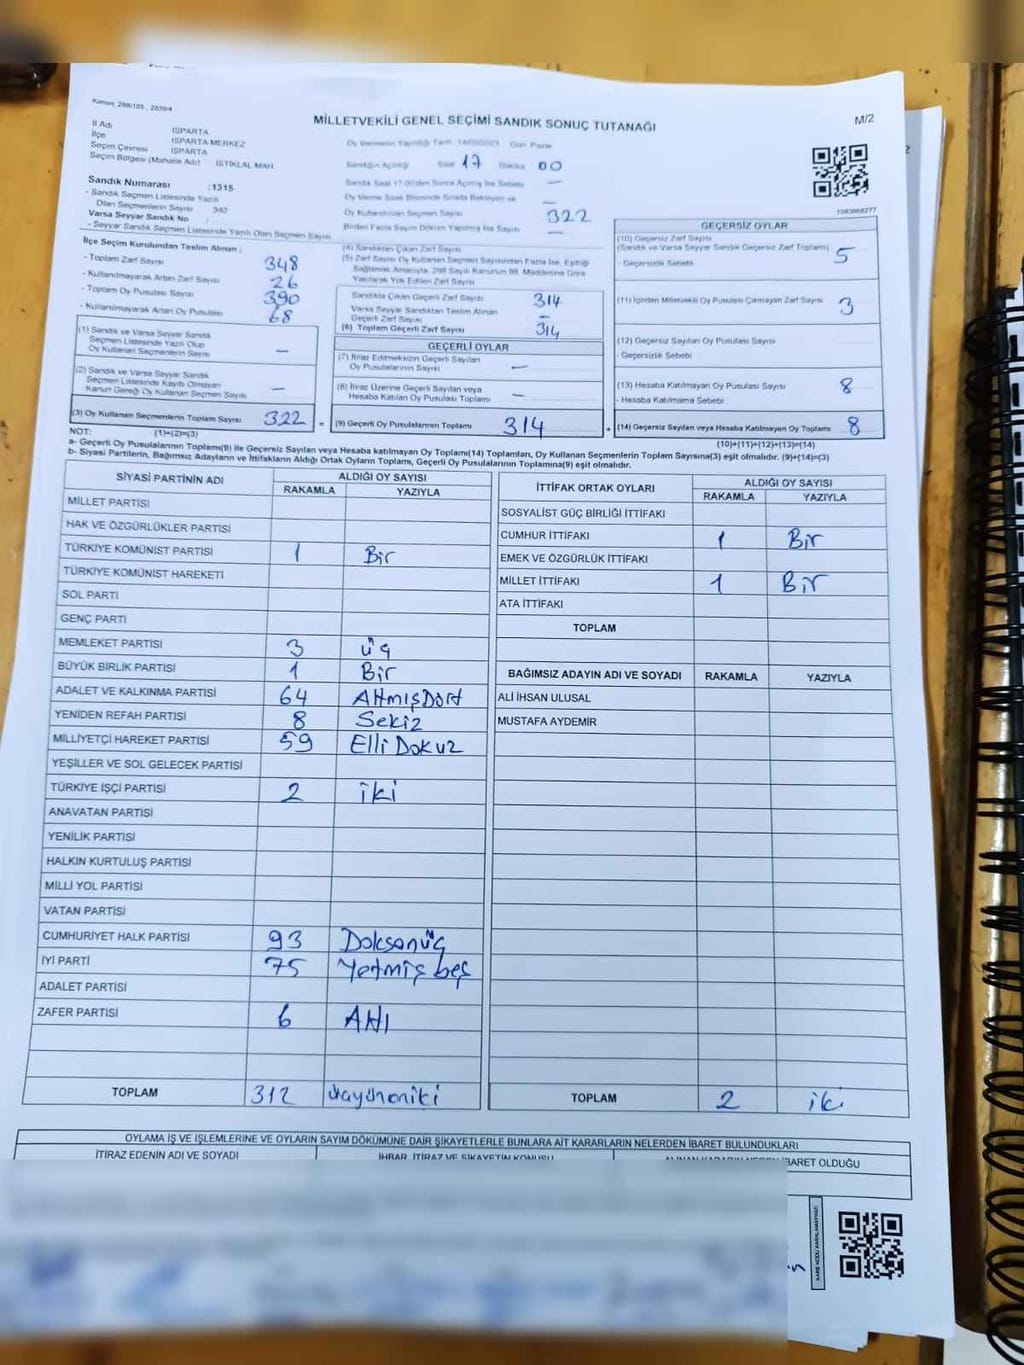 Kanun: 298/105 , 2839/4
MİLLETVEKİLİ GENEL SEÇİMİ SANDIK SONUÇ TUTANAĞI
M/2
İl Adı ISPARTA
İlçe ISPARTA MERKEZ
Seçim Çevresi ISPARTA
Seçim Bölgesi (Mahalle Adı) İSTİKLAL MAH
Sandık Numarası :1315
- Sandık Seçmen Listesinde Yazılı
Olan Seçmenlerin Sayısı 340
Varsa Seyyar Sandık No :
- Seyyar Sandık Seçmen Listesinde Yazılı Olan Seçmen Sayısı
Oy Vermenin Yapıldığı Tarih: 14/05/2023 Gün: Pazar
Sandığın Açıldığı Saat 17 Dakika 00
Sandık Saat 17.00'den Sonra Açılmış İse Sebebi —
Oy Verme Saati Bitiminde Sırada Bekleyen ve —
Oy Kullandırılan Seçmen Sayısı 322
Birden Fazla Sayım Döküm Yapılmış İse Sayısı —
1083668277
İlçe Seçim Kurulundan Teslim Alınan :
- Toplam Zarf Sayısı 348
- Kullanılmayarak Artan Zarf Sayısı 26
- Toplam Oy Pusulası Sayısı 390
- Kullanılmayarak Artan Oy Pusulası 68
(1) Sandık ve Varsa Seyyar Sandık
Seçmen Listesinde Yazılı Olup
Oy Kullanan Seçmenlerin Sayısı —
(2) Sandık ve Varsa Seyyar Sandık
Seçmen Listesinde Kayıtlı Olmayan
Kanun Gereği Oy Kullanan Seçmen Sayısı —
(3) Oy Kullanan Seçmenlerin Toplam Sayısı 322 =
(4) Sandıktan Çıkan Zarf Sayısı
(5) Zarf Sayısı Oy Kullanan Seçmen Sayısından Fazla İse, Eşitliği
Sağlamak Amacıyla, 298 Sayılı Kanunun 98. Maddesine Göre
Yakılarak Yok Edilen Zarf Sayısı
Sandıkta Çıkan Geçerli Zarf Sayısı 314
Varsa Seyyar Sandıktan Teslim Alınan
Geçerli Zarf Sayısı —
(6) Toplam Geçerli Zarf Sayısı 314
GEÇERLİ OYLAR
(7) İtiraz Edilmeksizin Geçerli Sayılan
Oy Pusulalarının Sayısı —
(8) İtiraz Üzerine Geçerli Sayılan veya
Hesaba Katılan Oy Pusulası Toplamı —
(9) Geçerli Oy Pusulalarının Toplamı 314 +
GEÇERSİZ OYLAR
(10) Geçersiz Zarf Sayısı
(Sandık ve Varsa Seyyar Sandık Geçersiz Zarf Toplamı) 5
- Geçersizlik Sebebi
(11) İçinden Milletvekili Oy Pusulası Çıkmayan Zarf Sayısı 3
(12) Geçersiz Sayılan Oy Pusulası Sayısı
- Geçersizlik Sebebi
(13) Hesaba Katılmayan Oy Pusulası Sayısı 8
- Hesaba Katılmama Sebebi
(14) Geçersiz Sayılan veya Hesaba Katılmayan Oy Toplamı 8
NOT: (1)+(2)=(3) (10)+(11)+(12)+(13)=(14)
a- Geçerli Oy Pusulalarının Toplamı(9) ile Geçersiz Sayılan veya Hesaba katılmayan Oy Toplam(14) Toplamları, Oy Kullanan Seçmenlerin Toplam Sayısına(3) eşit olmalıdır. (9)+(14)=(3)
b- Siyasi Partilerin, Bağımsız Adayların ve İttifakların Aldığı Ortak Oyların Toplamı, Geçerli Oy Pusulalarının Toplamına(9) eşit olmalıdır.
SİYASİ PARTİNİN ADI ALDIĞI OY SAYISI
RAKAMLA YAZIYLA
MİLLET PARTİSİ
HAK VE ÖZGÜRLÜKLER PARTİSİ
TÜRKİYE KOMÜNİST PARTİSİ 1 Bir
TÜRKİYE KOMÜNİST HAREKETİ
SOL PARTİ
GENÇ PARTİ
MEMLEKET PARTİSİ 3 üç
BÜYÜK BİRLİK PARTİSİ 1 Bir
ADALET VE KALKINMA PARTİSİ 64 AltmışDört
YENİDEN REFAH PARTİSİ 8 Sekiz
MİLLİYETÇİ HAREKET PARTİSİ 59 Elli Dokuz
YEŞİLLER VE SOL GELECEK PARTİSİ
TÜRKİYE İŞÇİ PARTİSİ 2 iki
ANAVATAN PARTİSİ
YENİLİK PARTİSİ
HALKIN KURTULUŞ PARTİSİ
MİLLİ YOL PARTİSİ
VATAN PARTİSİ
CUMHURİYET HALK PARTİSİ 93 Doksanüç
İYİ PARTİ 75 Yetmiş beş
ADALET PARTİSİ
ZAFER PARTİSİ 6 Altı
TOPLAM 312 üçyüzoniki
İTTİFAK ORTAK OYLARI ALDIĞI OY SAYISI
RAKAMLA YAZIYLA
SOSYALİST GÜÇ BİRLİĞİ İTTİFAKI
CUMHUR İTTİFAKI 1 Bir
EMEK VE ÖZGÜRLÜK İTTİFAKI
MİLLET İTTİFAKI 1 Bir
ATA İTTİFAKI
TOPLAM
BAĞIMSIZ ADAYIN ADI VE SOYADI RAKAMLA YAZIYLA
ALİ İHSAN ULUSAL
MUSTAFA AYDEMİR
TOPLAM 2 iki
OYLAMA İŞ VE İŞLEMLERİNE VE OYLARIN SAYIM DÖKÜMÜNE DAİR ŞİKAYETLERLE BUNLARA AİT KARARLARIN NELERDEN İBARET BULUNDUKLARI
İTİRAZ EDENİN ADI VE SOYADI İHBAR, İTİRAZ VE ŞİKAYETİN KONUSU ALINAN KARARIN NEDEN İBARET OLDUĞU